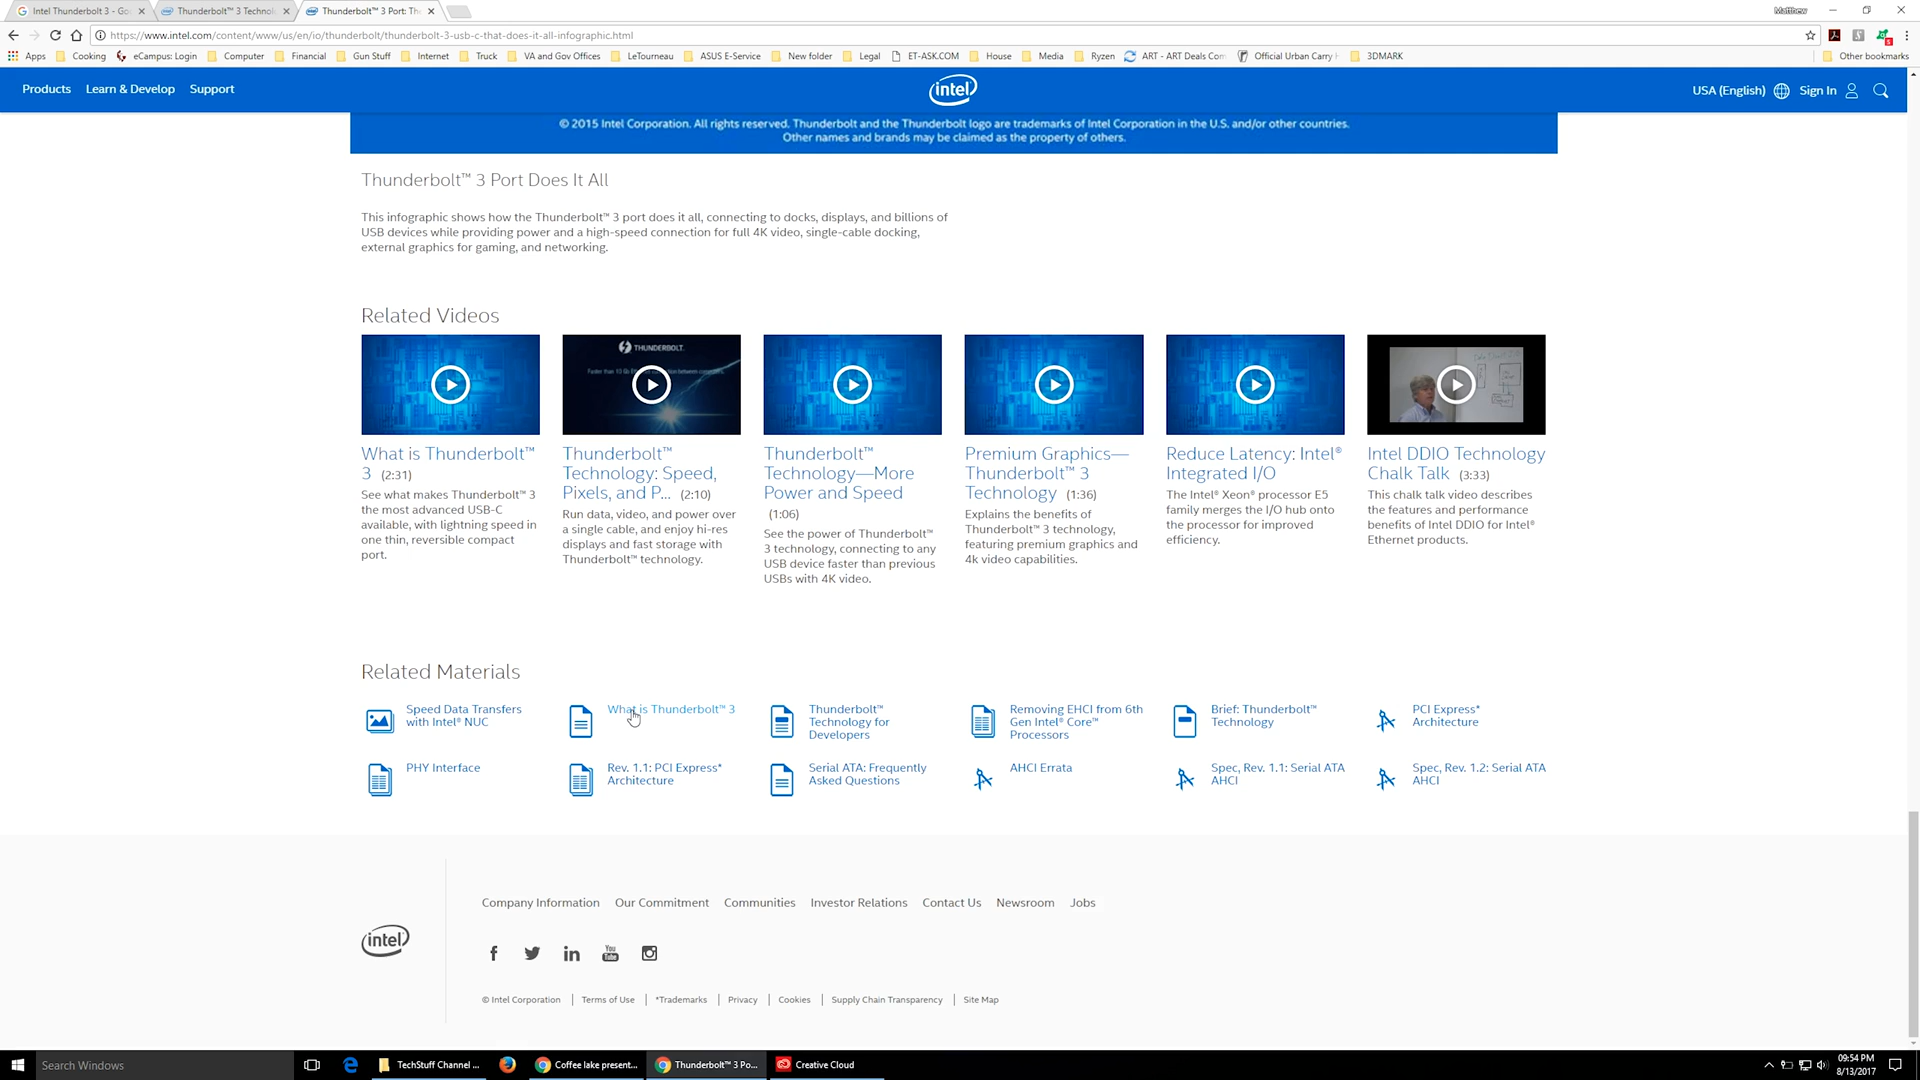 Intel Thunderbolt 3 - Go
Thunderbolt™ 3 Technol
Thunderbolt™ 3 Port: Th
Matthew
https://www.intel.com/content/www/us/en/io/thunderbolt/thunderbolt-3-usb-c-that-does-it-all-infographic.html
Apps Cooking eCampus: Login Computer Financial Gun Stuff Internet Truck VA and Gov Offices LeTourneau ASUS E-Service New folder Legal ET-ASK.COM House Media Ryzen ART - ART Deals Com Official Urban Carry 3DMARK Other bookmarks
Products Learn & Develop Support intel USA (English) Sign In
© 2015 Intel Corporation. All rights reserved. Thunderbolt and the Thunderbolt logo are trademarks of Intel Corporation in the U.S. and/or other countries.
Other names and brands may be claimed as the property of others.
Thunderbolt™ 3 Port Does It All
This infographic shows how the Thunderbolt™ 3 port does it all, connecting to docks, displays, and billions of
USB devices while providing power and a high-speed connection for full 4K video, single-cable docking,
external graphics for gaming, and networking.
Related Videos
THUNDERBOLT.
What is Thunderbolt™
3 (2:31)
See what makes Thunderbolt™ 3
the most advanced USB-C
available, with lightning speed in
one thin, reversible compact
port.
Thunderbolt™
Technology: Speed,
Pixels, and P... (2:10)
Run data, video, and power over
a single cable, and enjoy hi-res
displays and fast storage with
Thunderbolt™ technology.
Thunderbolt™
Technology—More
Power and Speed
(1:06)
See the power of Thunderbolt™
3 technology, connecting to any
USB device faster than previous
USBs with 4K video.
Premium Graphics—
Thunderbolt™ 3
Technology (1:36)
Explains the benefits of
Thunderbolt™ 3 technology,
featuring premium graphics and
4k video capabilities.
Reduce Latency: Intel®
Integrated I/O
The Intel® Xeon® processor E5
family merges the I/O hub onto
the processor for improved
efficiency.
Intel DDIO Technology
Chalk Talk (3:33)
This chalk talk video describes
the features and performance
benefits of Intel DDIO for Intel®
Ethernet products.
Related Materials
Speed Data Transfers
with Intel® NUC
What is Thunderbolt™ 3
Thunderbolt™
Technology for
Developers
Removing EHCI from 6th
Gen Intel® Core™
Processors
Brief: Thunderbolt™
Technology
PCI Express*
Architecture
PHY Interface
Rev. 1.1: PCI Express*
Architecture
Serial ATA: Frequently
Asked Questions
AHCI Errata
Spec, Rev. 1.1: Serial ATA
AHCI
Spec, Rev. 1.2: Serial ATA
AHCI
intel
Company Information Our Commitment Communities Investor Relations Contact Us Newsroom Jobs
You Tube
© Intel Corporation | Terms of Use | *Trademarks | Privacy | Cookies | Supply Chain Transparency | Site Map
Search Windows TechStuff Channel ... Coffee lake present... Thunderbolt™ 3 Po... Creative Cloud
09:54 PM
8/13/2017